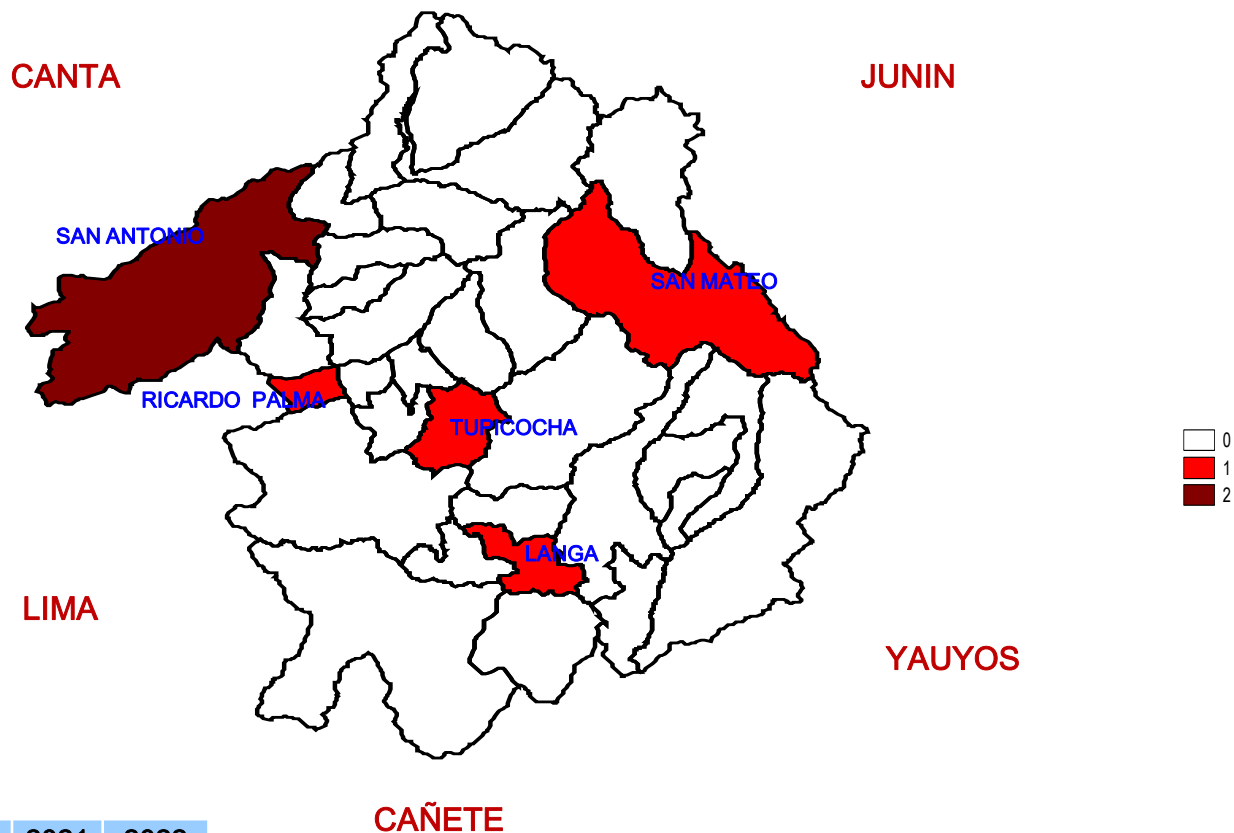 CANTA
JUNIN
SAN ANTONIO
SAN MATEO
RICARDO PALMA
TUPICOCHA
0
1
2
LANGA
LIMA
YAUYOS
CAÑETE